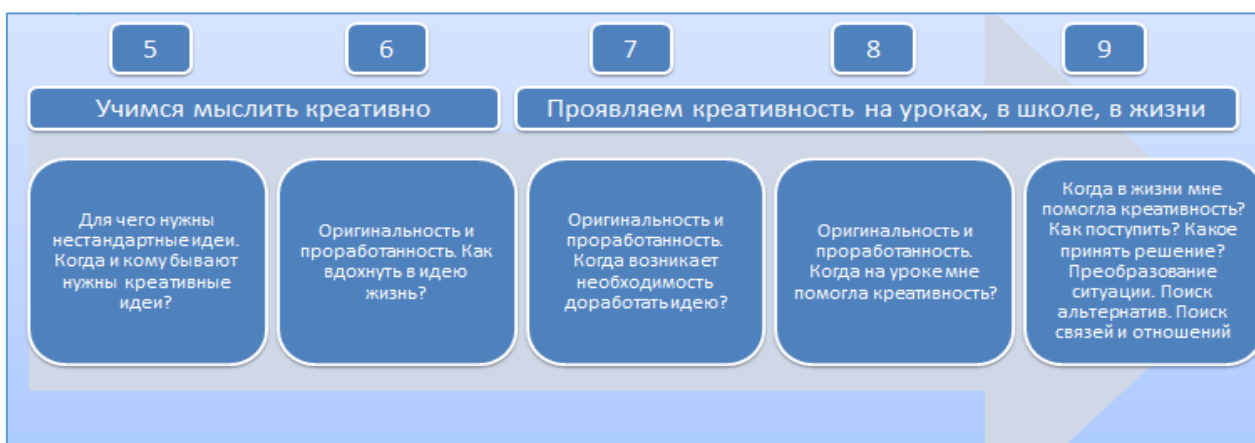 5
6
7
8
9
Учимся мыслить креативно
Проявляем креативность на уроках, в школе, в жизни
Для чего нужны
нестандартные идеи.
Когда и кому бывают
нужны креативные
идеи?
Оригинальность и
проработанность. Как
вдохнуть в идею
жизнь?
Оригинальность и
проработанность.
Когда возникает
необходимость
доработать идею?
Оригинальность и
проработанность.
Когда на уроке мне
помогла креативность?
Когда в жизни мне
помогла креативность?
Как поступить? Какое
принять решение?
Преобразование
ситуации. Поиск
альтернатив. Поиск
связей и отношений